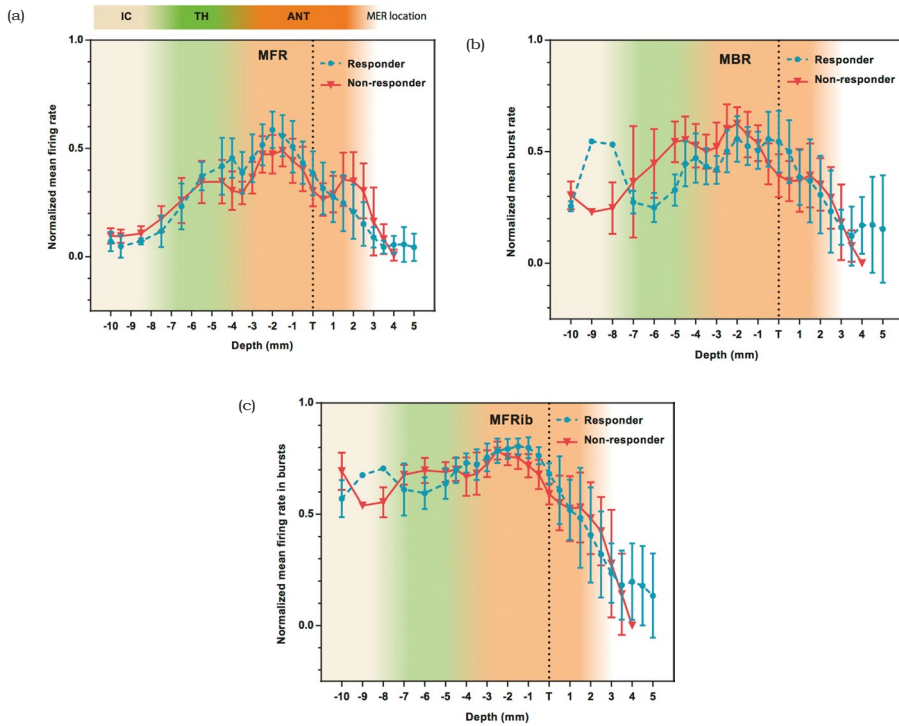 (a)
IC TH ANT MER location
MFR
Responder
Non-responder
Normalized mean firing rate
1.0
0.5
0.0
-10 -9 -8 -7 -6 -5 -4 -3 -2 -1 T 1 2 3 4 5
Depth (mm)
(b)
MBR
Responder
Non-responder
Normalized mean burst rate
1.0
0.5
0.0
-10 -9 -8 -7 -6 -5 -4 -3 -2 -1 T 1 2 3 4 5
Depth (mm)
(c)
MFRib
Responder
Non-responder
Normalized mean firing rate in bursts
1.0
0.5
0.0
-10 -9 -8 -7 -6 -5 -4 -3 -2 -1 T 1 2 3 4 5
Depth (mm)